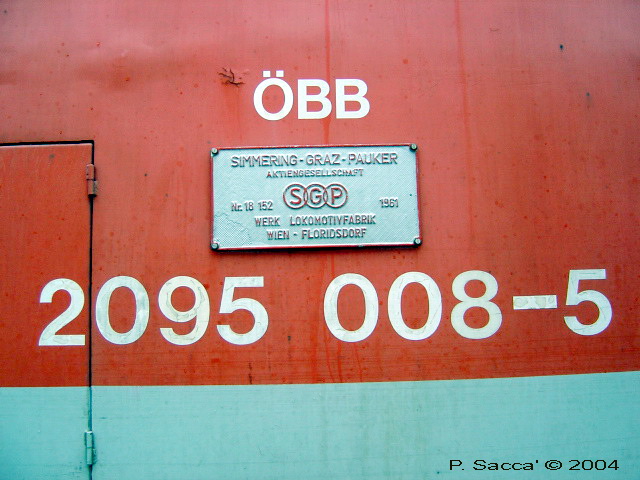 ÖBB
SIMMERING-GRAZ-PAUKER
AKTIENGESELLSCHAFT
Nr. 18 152 SGP 1961
WERK LOKOMOTIVFABRIK
WIEN - FLORIDSDORF
2095 008-5
P. Sacca' © 2004